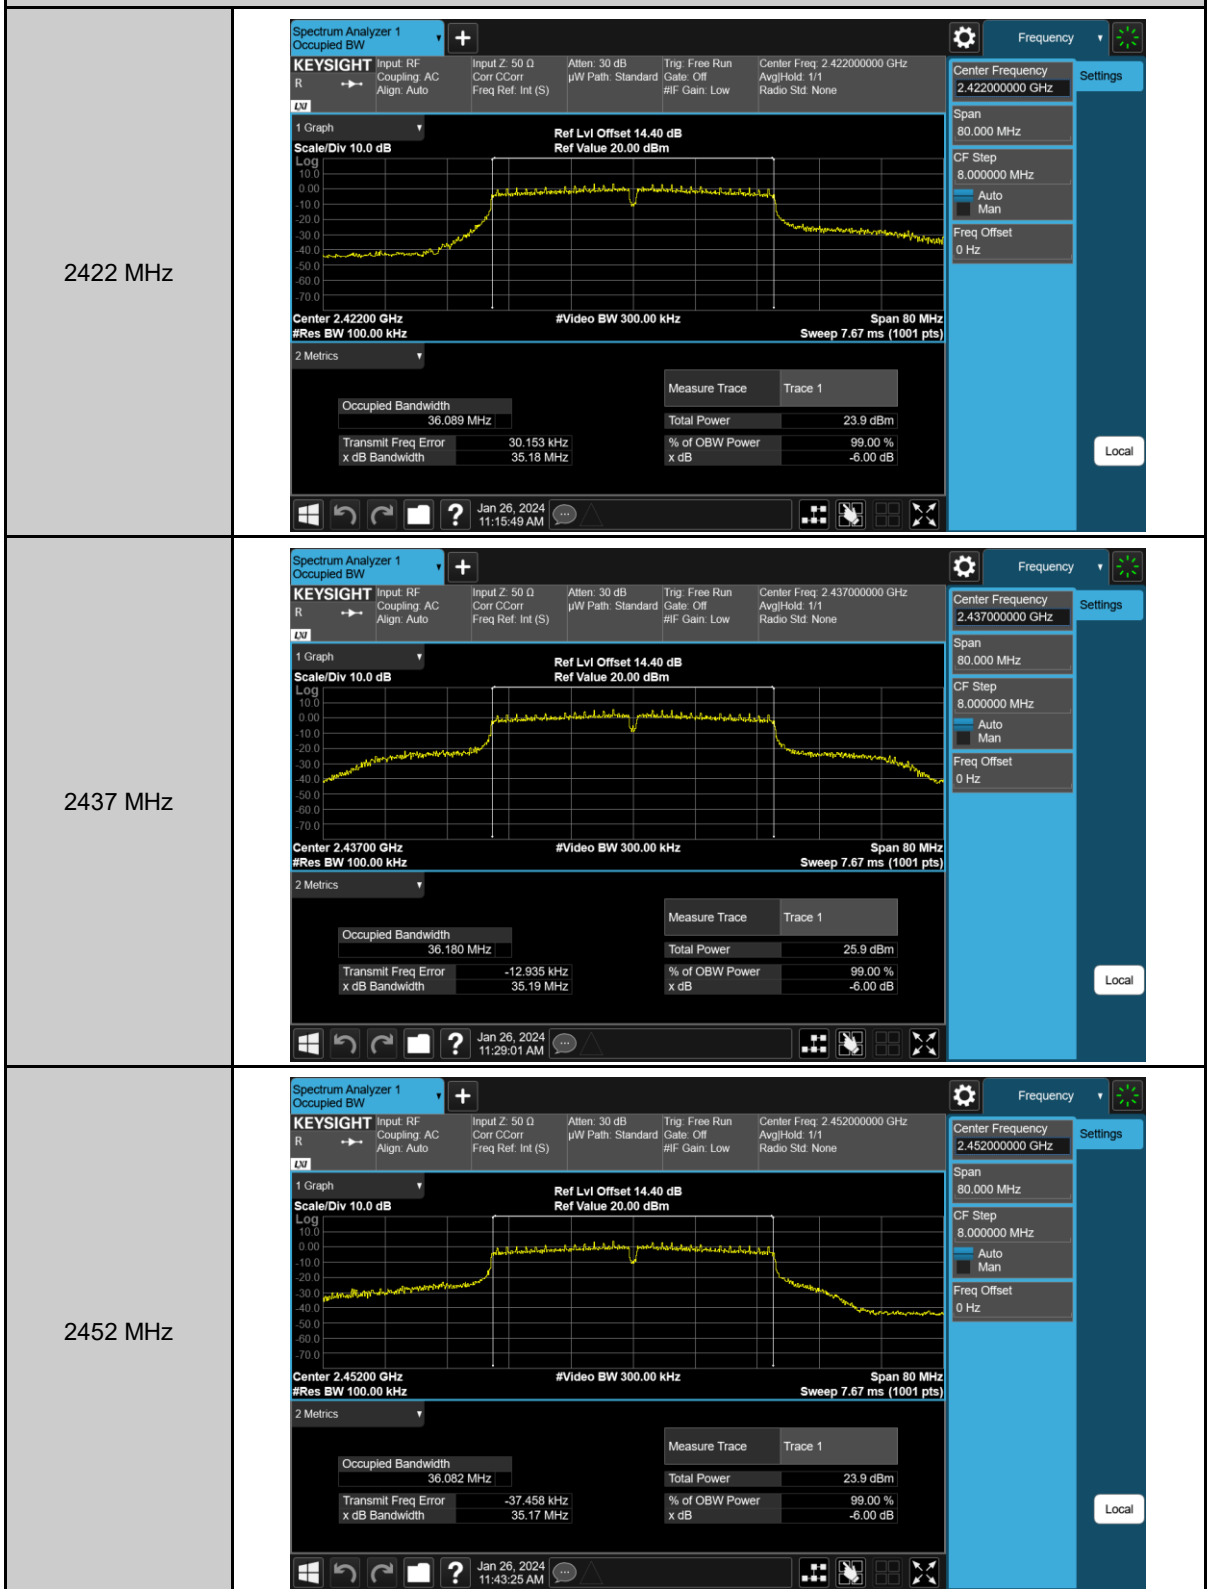 2422 MHz
Spectrum Analyzer 1
Occupied BW
Frequency
KEYSIGHT
R
LXI
Input: RF
Coupling: AC
Align: Auto
Input Z: 50 Ω
Corr CCorr
Freq Ref: Int (S)
Atten: 30 dB
µW Path: Standard
Trig: Free Run
Gate: Off
#IF Gain: Low
Center Freq: 2.422000000 GHz
Avg|Hold: 1/1
Radio Std: None
Center Frequency
2.422000000 GHz
Settings
Span
80.000 MHz
CF Step
8.000000 MHz
Auto
Man
Freq Offset
0 Hz
Local
1 Graph
Scale/Div 10.0 dB
Ref Lvl Offset 14.40 dB
Ref Value 20.00 dBm
Log
10.0
0.00
-10.0
-20.0
-30.0
-40.0
-50.0
-60.0
-70.0
Center 2.42200 GHz
#Video BW 300.00 kHz
Span 80 MHz
#Res BW 100.00 kHz
Sweep 7.67 ms (1001 pts)
2 Metrics
Measure Trace Trace 1
Occupied Bandwidth
36.089 MHz
Total Power 23.9 dBm
Transmit Freq Error 30.153 kHz
% of OBW Power 99.00 %
x dB Bandwidth 35.18 MHz
x dB -6.00 dB
?
Jan 26, 2024
11:15:49 AM
2437 MHz
Spectrum Analyzer 1
Occupied BW
Frequency
KEYSIGHT
R
LXI
Input: RF
Coupling: AC
Align: Auto
Input Z: 50 Ω
Corr CCorr
Freq Ref: Int (S)
Atten: 30 dB
µW Path: Standard
Trig: Free Run
Gate: Off
#IF Gain: Low
Center Freq: 2.437000000 GHz
Avg|Hold: 1/1
Radio Std: None
Center Frequency
2.437000000 GHz
Settings
Span
80.000 MHz
CF Step
8.000000 MHz
Auto
Man
Freq Offset
0 Hz
Local
1 Graph
Scale/Div 10.0 dB
Ref Lvl Offset 14.40 dB
Ref Value 20.00 dBm
Log
10.0
0.00
-10.0
-20.0
-30.0
-40.0
-50.0
-60.0
-70.0
Center 2.43700 GHz
#Video BW 300.00 kHz
Span 80 MHz
#Res BW 100.00 kHz
Sweep 7.67 ms (1001 pts)
2 Metrics
Measure Trace Trace 1
Occupied Bandwidth
36.180 MHz
Total Power 25.9 dBm
Transmit Freq Error -12.935 kHz
% of OBW Power 99.00 %
x dB Bandwidth 35.19 MHz
x dB -6.00 dB
?
Jan 26, 2024
11:29:01 AM
2452 MHz
Spectrum Analyzer 1
Occupied BW
Frequency
KEYSIGHT
R
LXI
Input: RF
Coupling: AC
Align: Auto
Input Z: 50 Ω
Corr CCorr
Freq Ref: Int (S)
Atten: 30 dB
µW Path: Standard
Trig: Free Run
Gate: Off
#IF Gain: Low
Center Freq: 2.452000000 GHz
Avg|Hold: 1/1
Radio Std: None
Center Frequency
2.452000000 GHz
Settings
Span
80.000 MHz
CF Step
8.000000 MHz
Auto
Man
Freq Offset
0 Hz
Local
1 Graph
Scale/Div 10.0 dB
Ref Lvl Offset 14.40 dB
Ref Value 20.00 dBm
Log
10.0
0.00
-10.0
-20.0
-30.0
-40.0
-50.0
-60.0
-70.0
Center 2.45200 GHz
#Video BW 300.00 kHz
Span 80 MHz
#Res BW 100.00 kHz
Sweep 7.67 ms (1001 pts)
2 Metrics
Measure Trace Trace 1
Occupied Bandwidth
36.082 MHz
Total Power 23.9 dBm
Transmit Freq Error -37.458 kHz
% of OBW Power 99.00 %
x dB Bandwidth 35.17 MHz
x dB -6.00 dB
?
Jan 26, 2024
11:43:25 AM